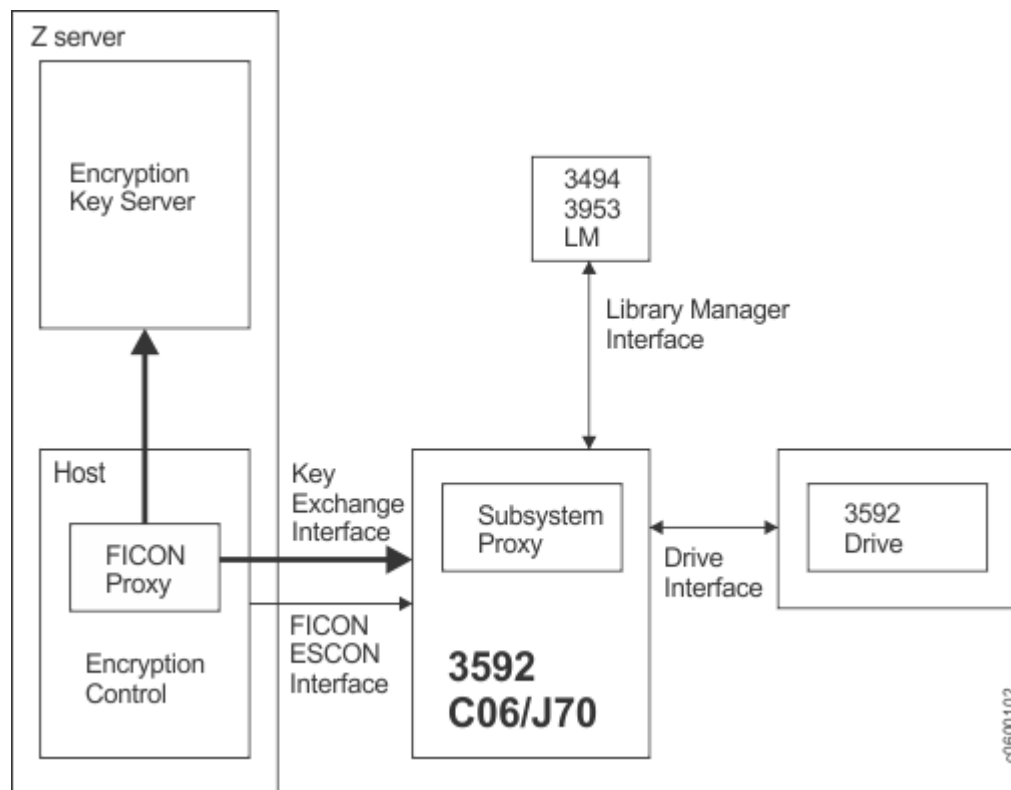 Z server
Encryption
Key Server
3494
3953
LM
Library Manager
Interface
Host
FICON
Proxy
Encryption
Control
Key
Exchange
Interface
FICON
ESCON
Interface
Subsystem
Proxy
3592
C06/J70
Drive
Interface
3592
Drive
c0600102